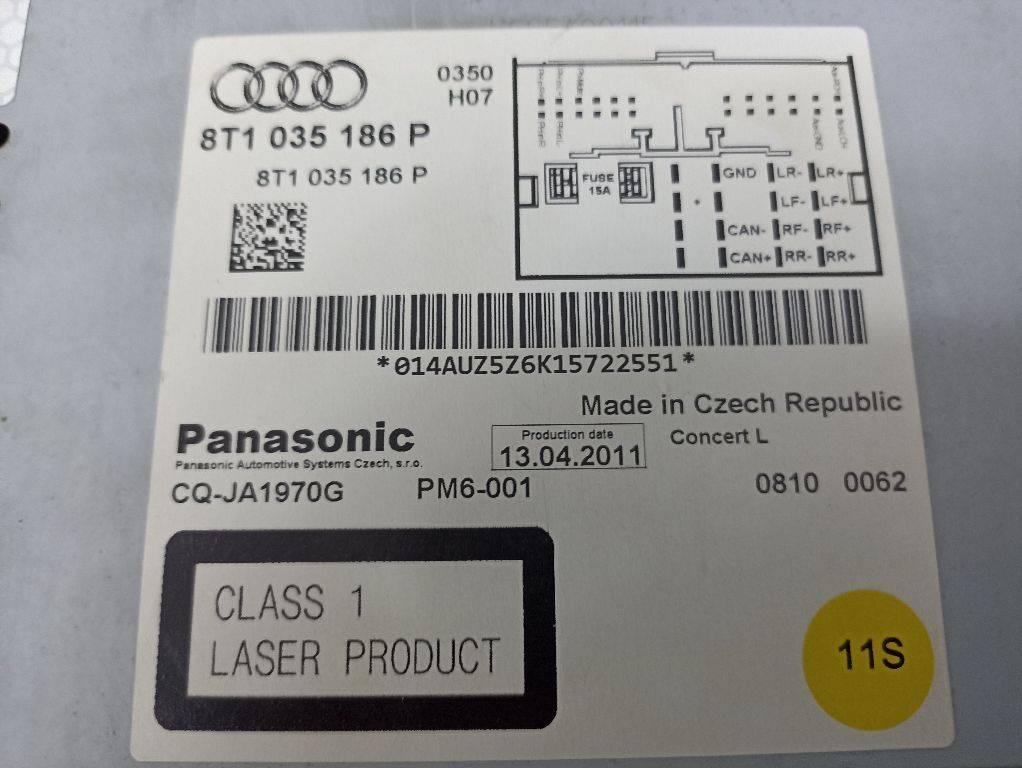 0350
H07
8T1 035 186 P
8T1 035 186 P
FUSE
15A
GND LR- LR+
LF- LF+
CAN- RF- RF+
CAN+ RR- RR+
*014AUZ5Z6K15722551*
Made in Czech Republic
Panasonic
Panasonic Automotive Systems Czech, s.r.o.
Production date
13.04.2011
Concert L
CQ-JA1970G PM6-001
0810 0062
CLASS 1
LASER PRODUCT
11S